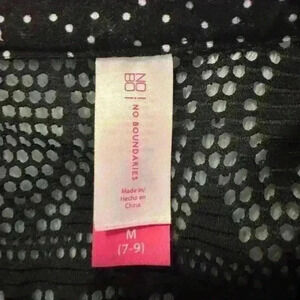 NO
BO
NO BOUNDARIES
Made in/
Hecho en
China
M
(7-9)